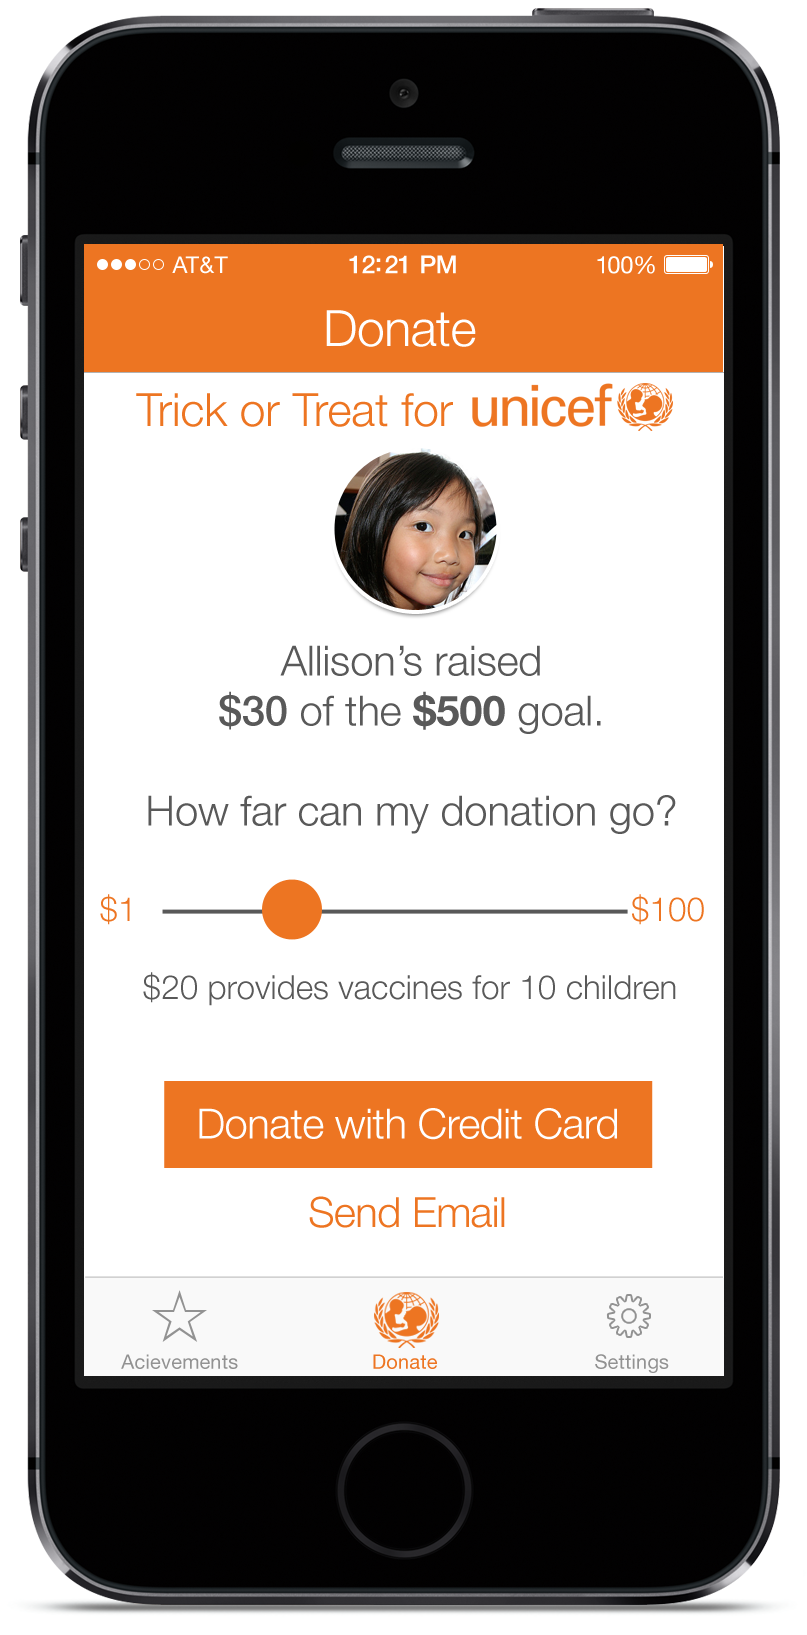 AT&T 12:21 PM 100%
Donate
Trick or Treat for unicef
Allison’s raised
$30 of the $500 goal.
How far can my donation go?
$1 $100
$20 provides vaccines for 10 children
Donate with Credit Card
Send Email
Acievements Donate Settings